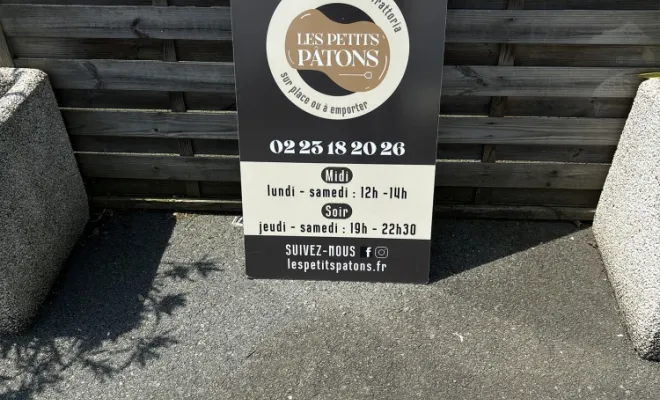 trattoria
LES PETITS
PATONS
sur place ou à emporter
02 23 18 20 26
Midi
lundi - samedi : 12h -14h
Soir
jeudi - samedi : 19h - 22h30
SUIVEZ-NOUS
lespetitspatons.fr